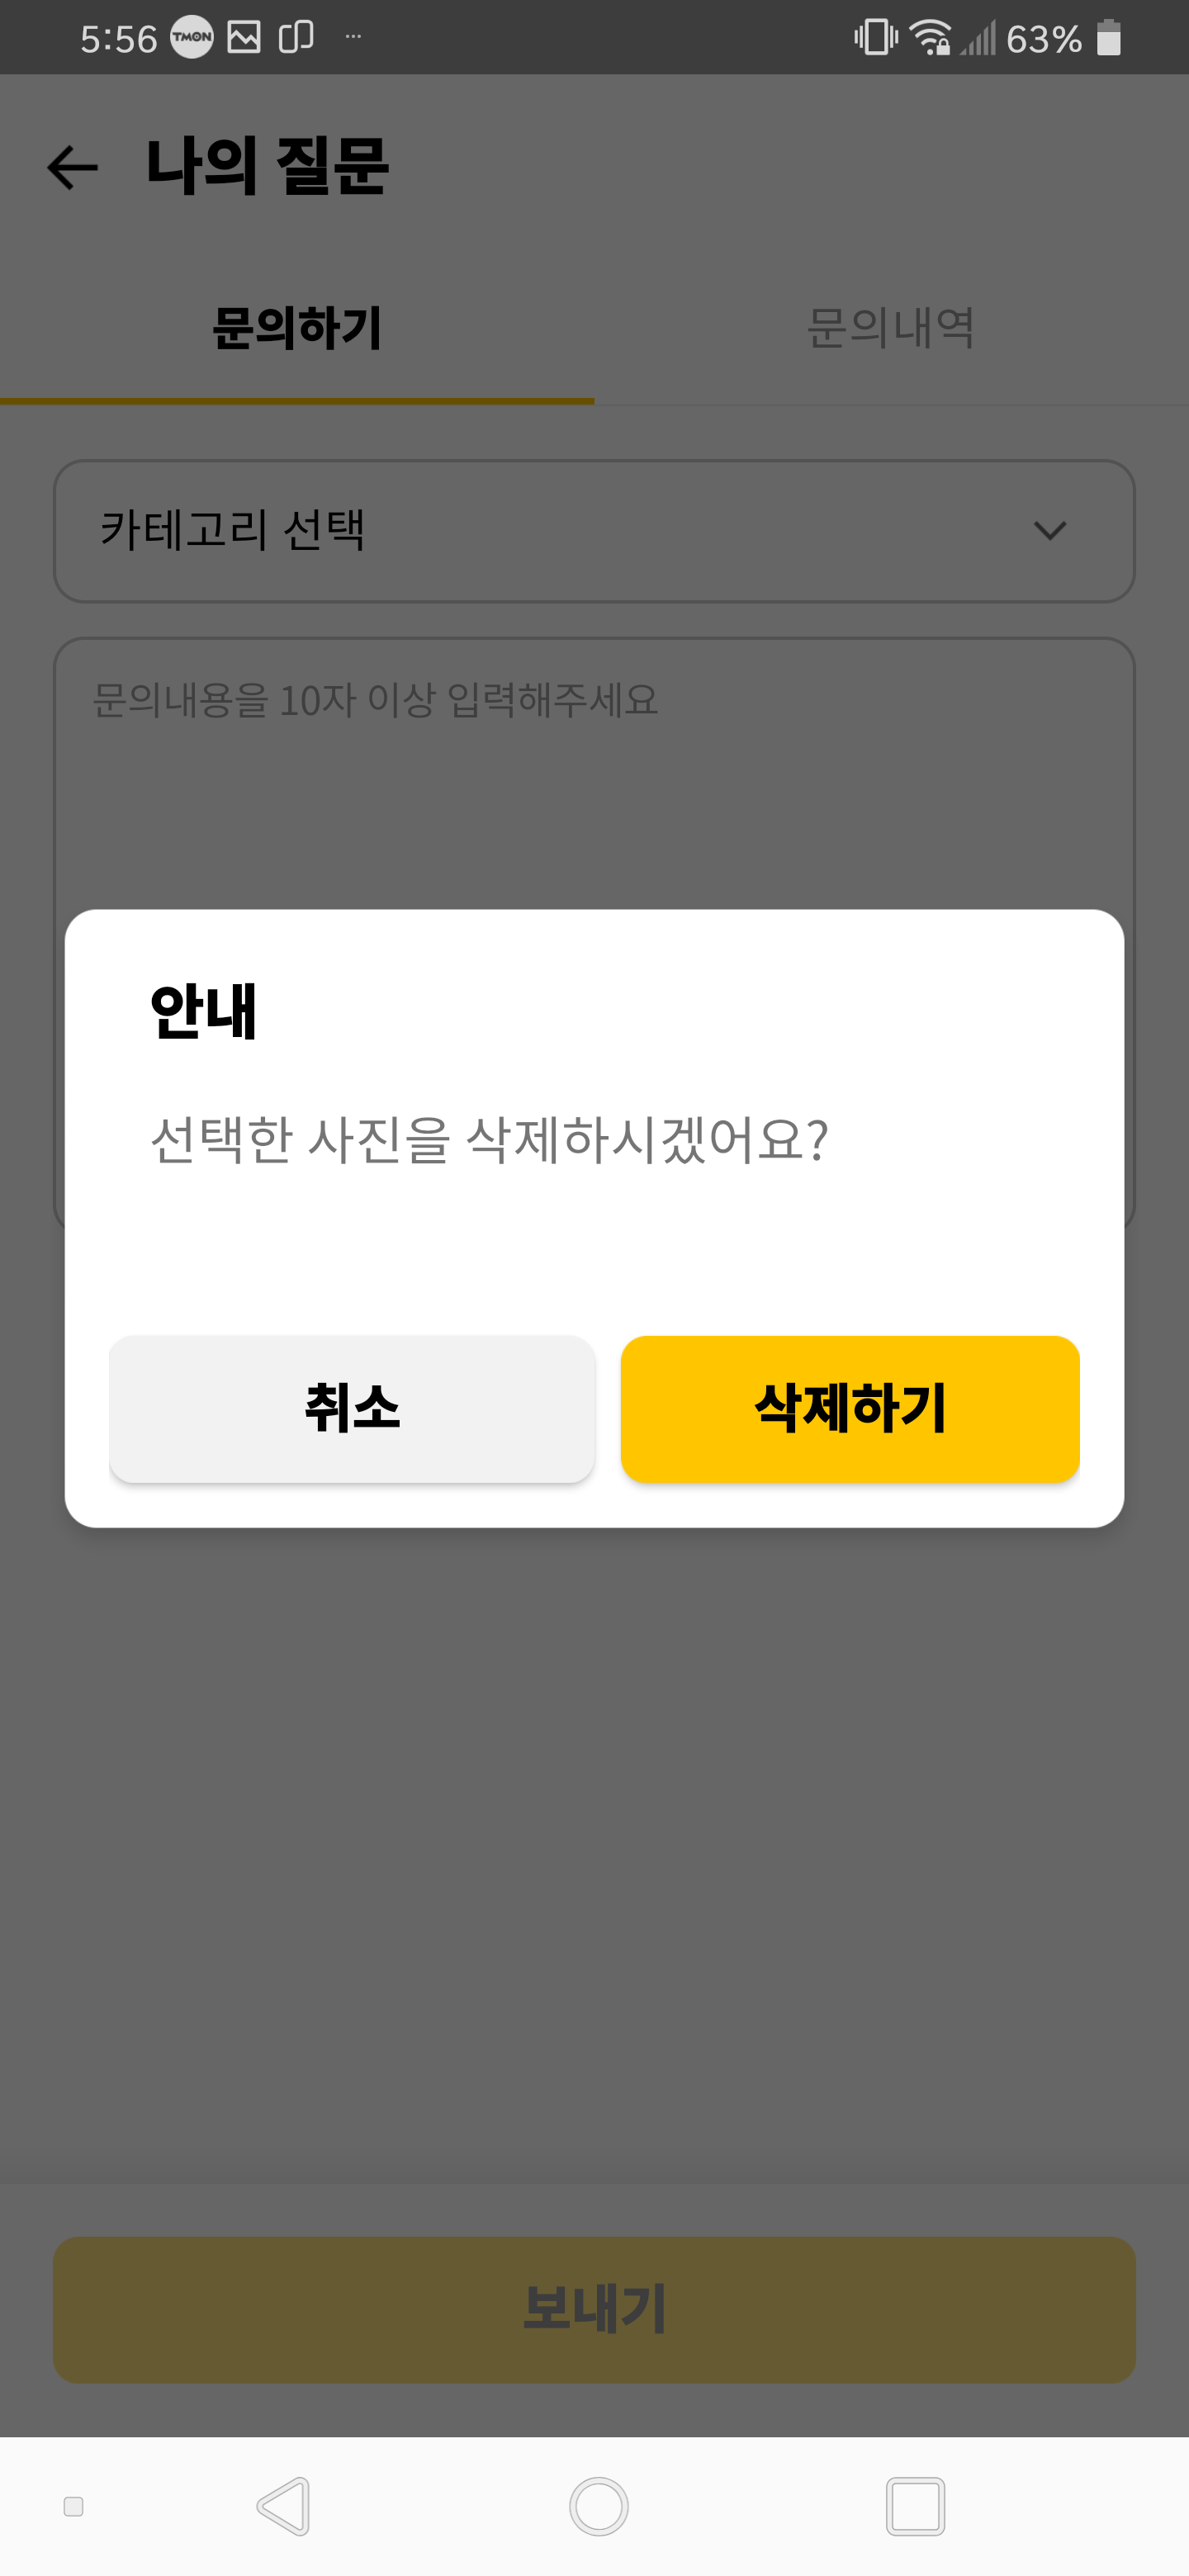 5:56 TMON 63%
나의 질문
문의하기 문의내역
카테고리 선택
문의내용을 10자 이상 입력해주세요
안내
선택한 사진을 삭제하시겠어요?
취소 삭제하기
보내기